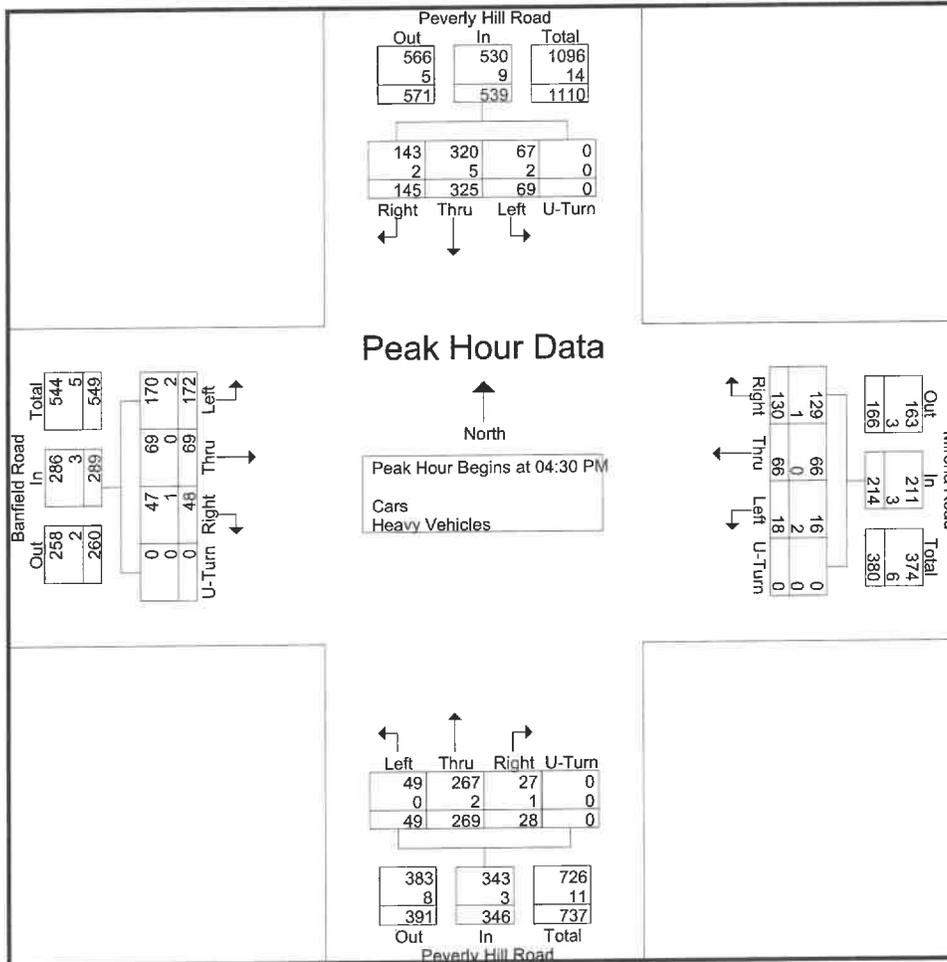 Peverly Hill Road
Out In Total
566 530 1096
5 9 14
571 539 1110
143 320 67 0
2 5 2 0
145 325 69 0
Right Thru Left U-Turn
Peak Hour Data
North
Peak Hour Begins at 04:30 PM
Cars
Heavy Vehicles
Banfield Road
Total
544
5
549
In
286
3
289
Out
258
2
260
Left
170
2
172
Thru
69
0
69
Right
47
1
48
U-Turn
0
0
0
Right
129
1
130
Thru
66
0
66
Left
16
2
18
U-Turn
0
0
0
Out
163
3
166
In
211
3
214
Total
374
6
380
Road
Left Thru Right U-Turn
49 267 27 0
0 2 1 0
49 269 28 0
383 343 726
8 3 11
391 346 737
Out In Total
Peverly Hill Road